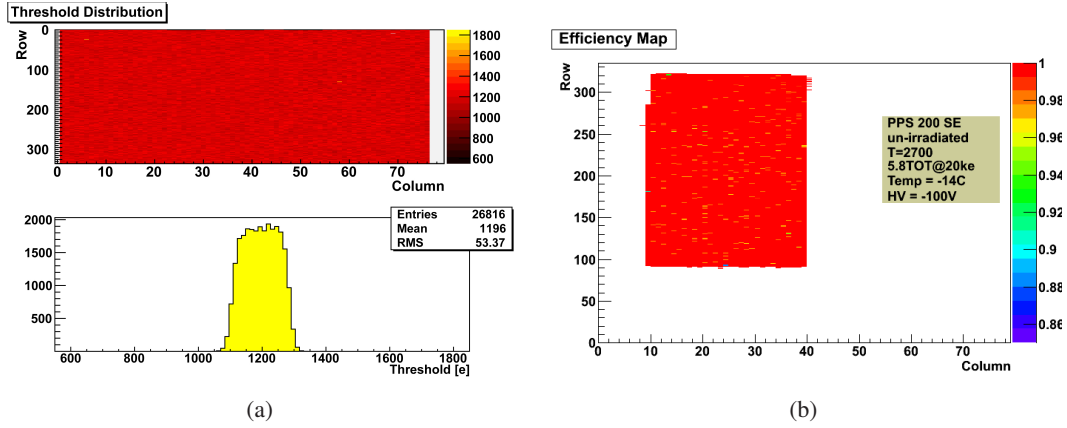 Threshold Distribution
Row
0
100
200
300
0 10 20 30 40 50 60 70
Column
1800
1600
1400
1200
1000
800
600
Entries 26816
Mean 1196
RMS 53.37
2000
1500
1000
500
600 800 1000 1200 1400 1600 1800
Threshold [e]
(a)
Efficiency Map
Row
300
250
200
150
100
50
0
0 10 20 30 40 50 60 70
Column
PPS 200 SE
un-irradiated
T=2700
5.8TOT@20ke
Temp = -14C
HV = -100V
1
0.98
0.96
0.94
0.92
0.9
0.88
0.86
(b)